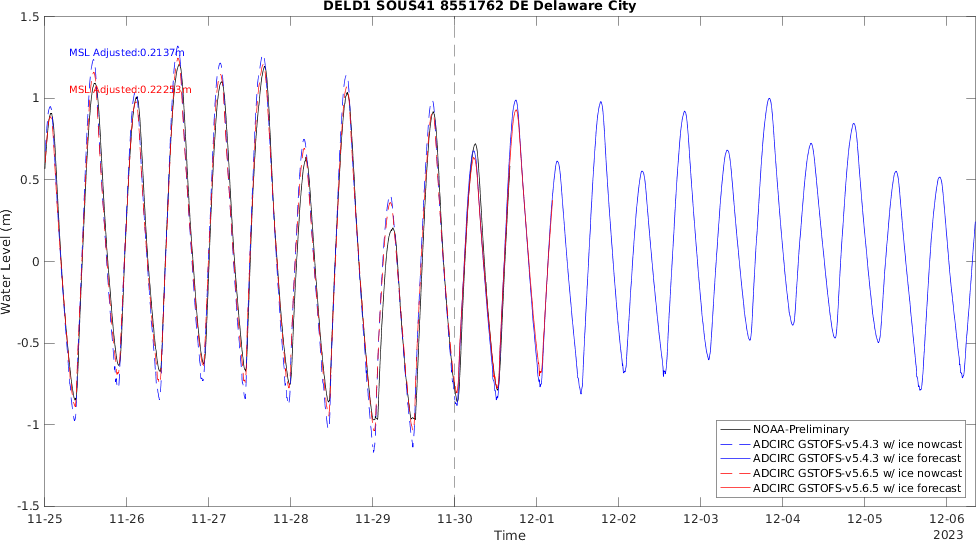 DELD1 SOUS41 8551762 DE Delaware City
1.5
MSL Adjusted:0.2137m
MSL Adjusted:0.22253m
1
0.5
0
-0.5
-1
-1.5
Water Level (m)
NOAA-Preliminary
ADCIRC GSTOFS-v5.4.3 w/ ice nowcast
ADCIRC GSTOFS-v5.4.3 w/ ice forecast
ADCIRC GSTOFS-v5.6.5 w/ ice nowcast
ADCIRC GSTOFS-v5.6.5 w/ ice forecast
11-25 11-26 11-27 11-28 11-29 11-30 12-01 12-02 12-03 12-04 12-05 12-06
Time
2023